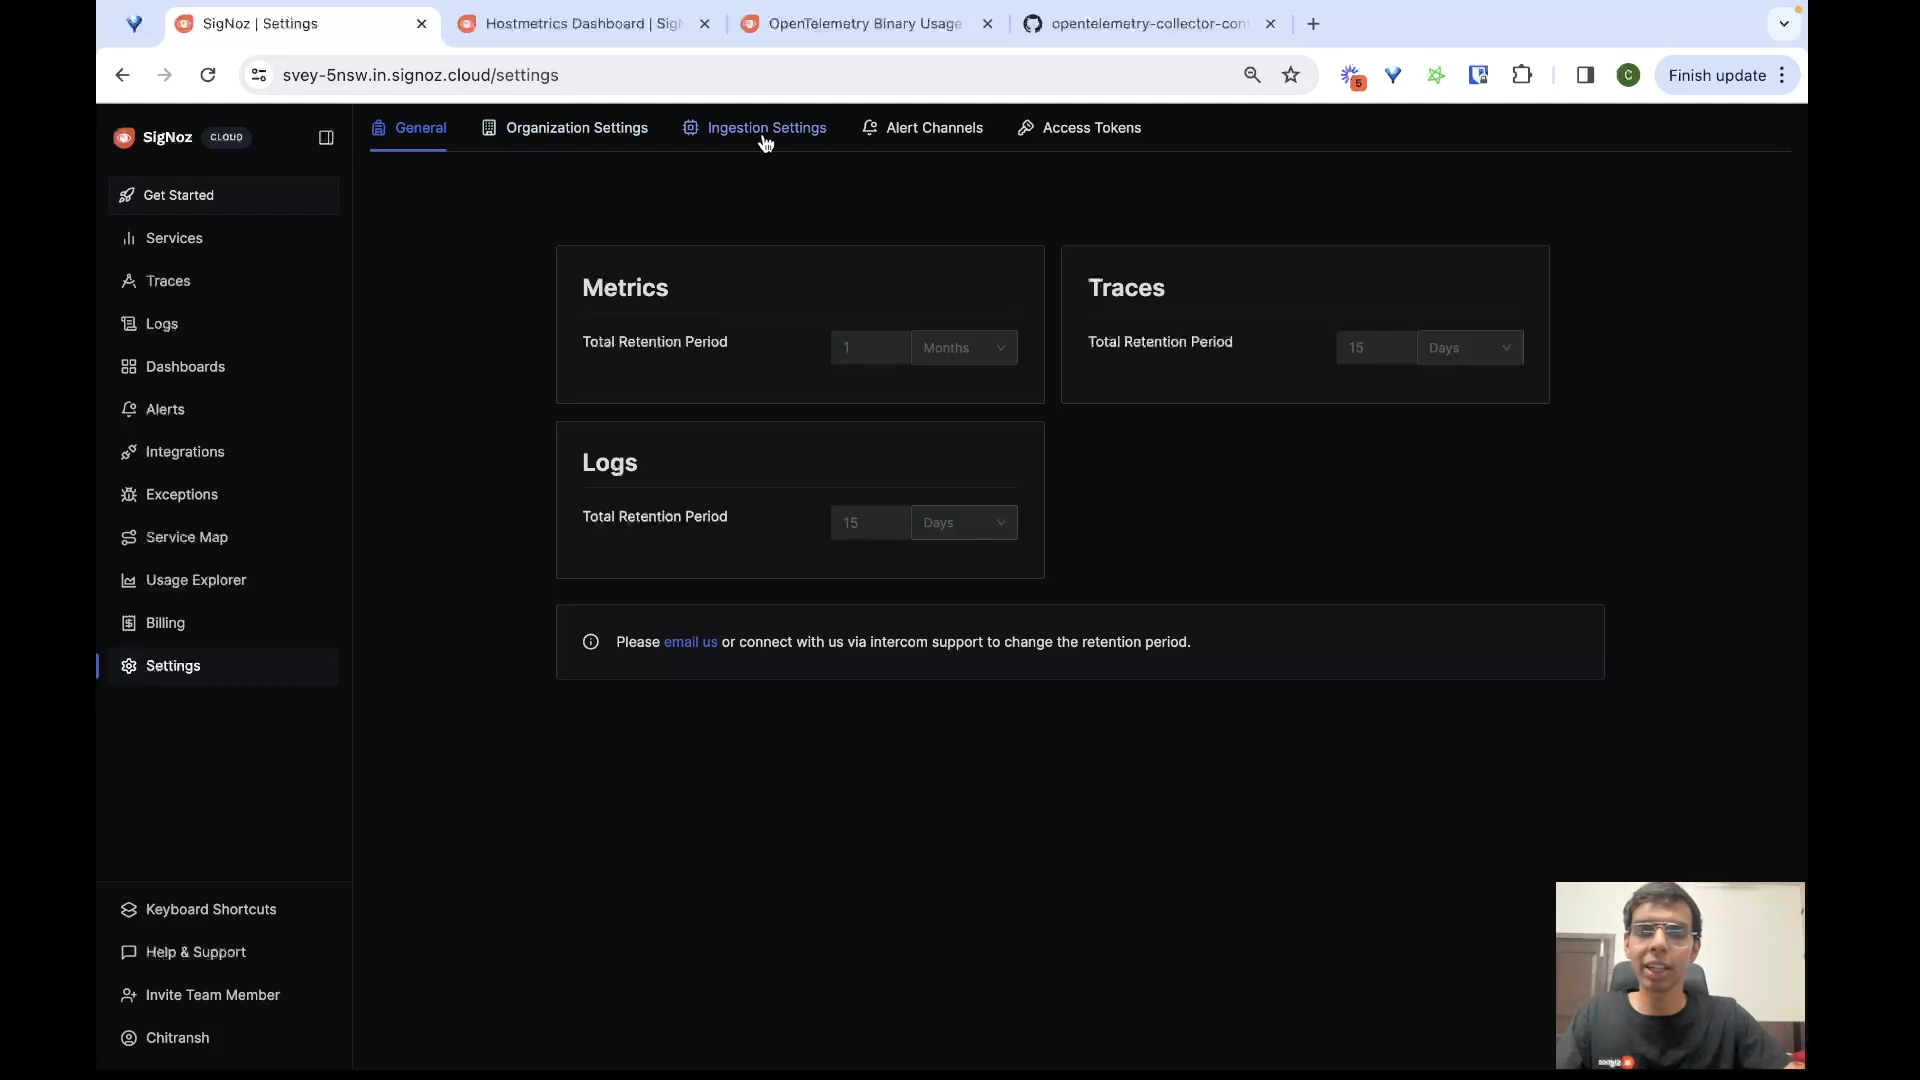 SigNoz | Settings
Hostmetrics Dashboard | Sig
OpenTelemetry Binary Usage
opentelemetry-collector-con
svey-5nsw.in.signoz.cloud/settings
5
C
Finish update
SigNoz CLOUD
General
Organization Settings
Ingestion Settings
Alert Channels
Access Tokens
Get Started
Services
Traces
Logs
Dashboards
Alerts
Integrations
Exceptions
Service Map
Usage Explorer
Billing
Settings
Metrics
Total Retention Period
1
Months
Traces
Total Retention Period
15
Days
Logs
Total Retention Period
15
Days
Please email us or connect with us via intercom support to change the retention period.
Keyboard Shortcuts
Help & Support
Invite Team Member
Chitransh